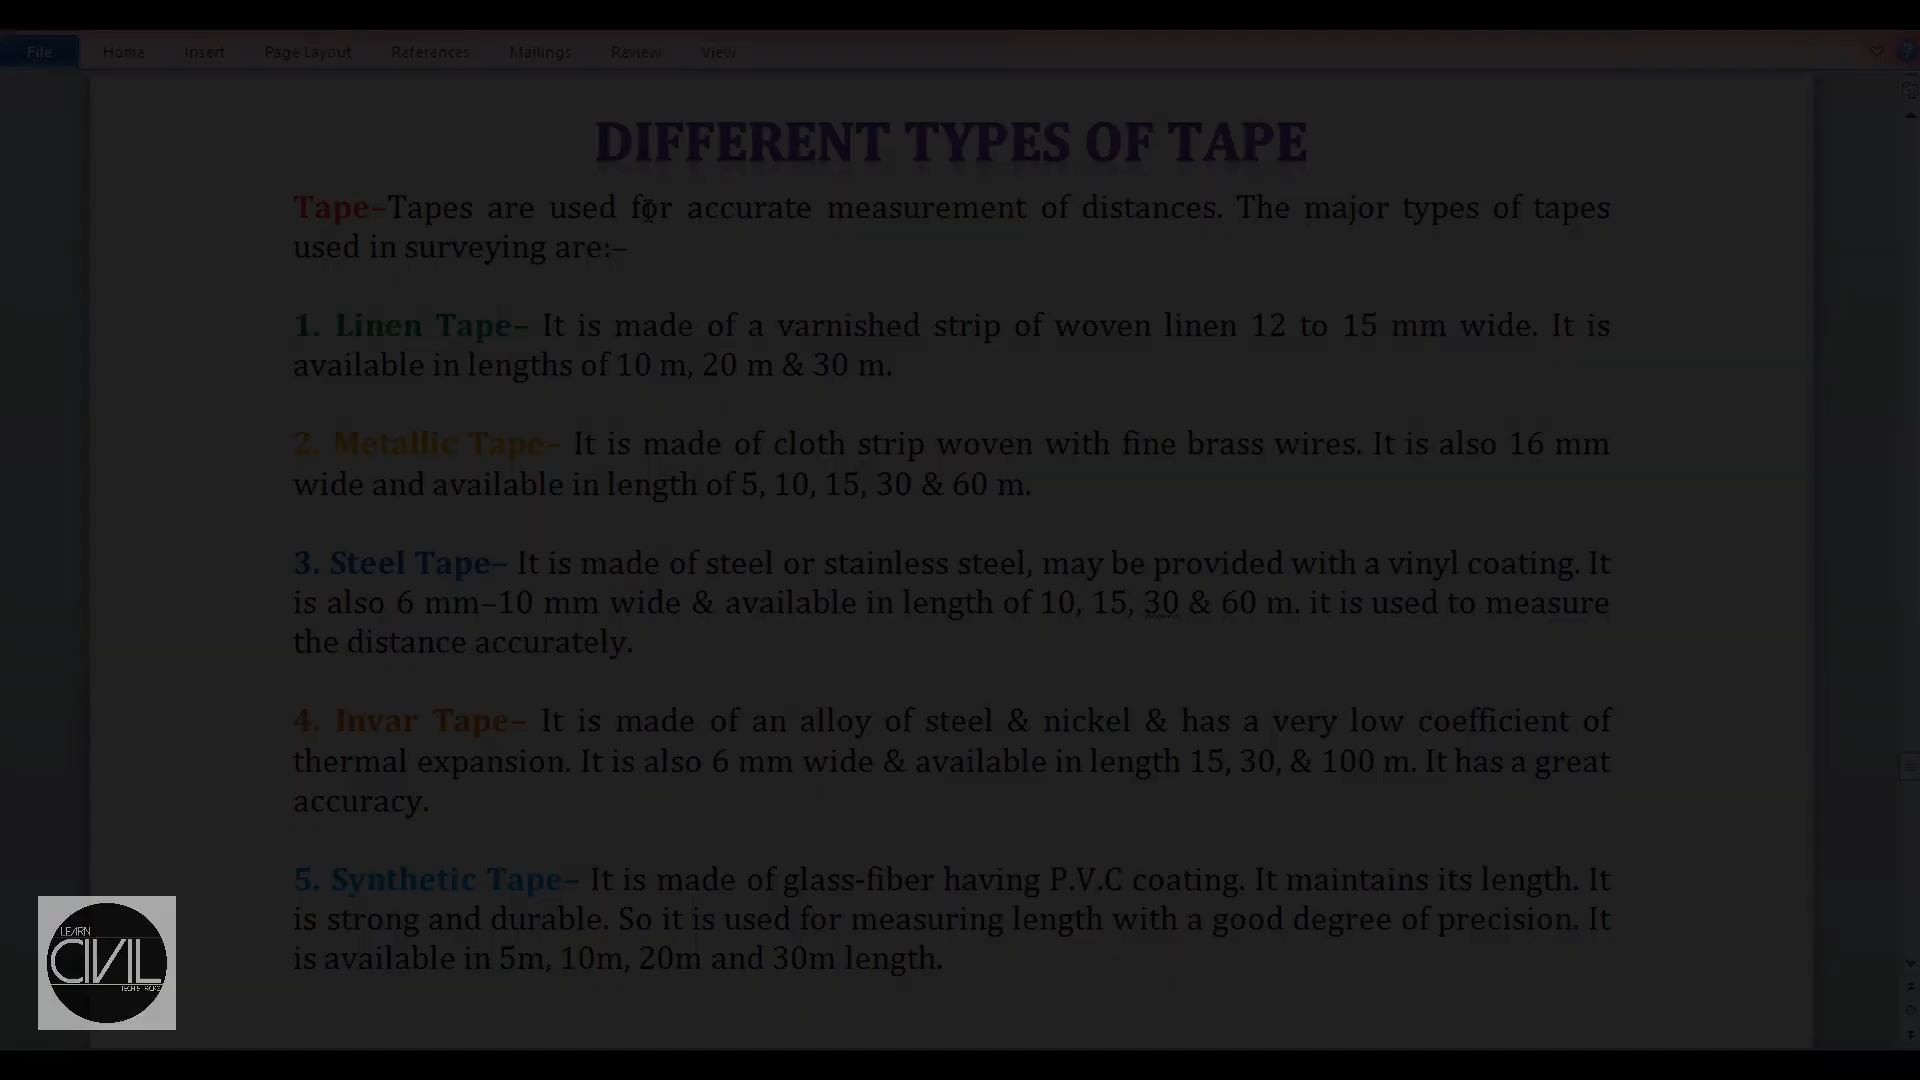 File Home Insert Page Layout References Mailings Review View
DIFFERENT TYPES OF TAPE
Tape–Tapes are used for accurate measurement of distances. The major types of tapes
used in surveying are:–
1. Linen Tape– It is made of a varnished strip of woven linen 12 to 15 mm wide. It is
available in lengths of 10 m, 20 m & 30 m.
2. Metallic Tape– It is made of cloth strip woven with fine brass wires. It is also 16 mm
wide and available in length of 5, 10, 15, 30 & 60 m.
3. Steel Tape– It is made of steel or stainless steel, may be provided with a vinyl coating. It
is also 6 mm–10 mm wide & available in length of 10, 15, 30 & 60 m. it is used to measure
the distance accurately.
4. Invar Tape– It is made of an alloy of steel & nickel & has a very low coefficient of
thermal expansion. It is also 6 mm wide & available in length 15, 30, & 100 m. It has a great
accuracy.
5. Synthetic Tape– It is made of glass-fiber having P.V.C coating. It maintains its length. It
is strong and durable. So it is used for measuring length with a good degree of precision. It
is available in 5m, 10m, 20m and 30m length.
LEARN
CIVIL